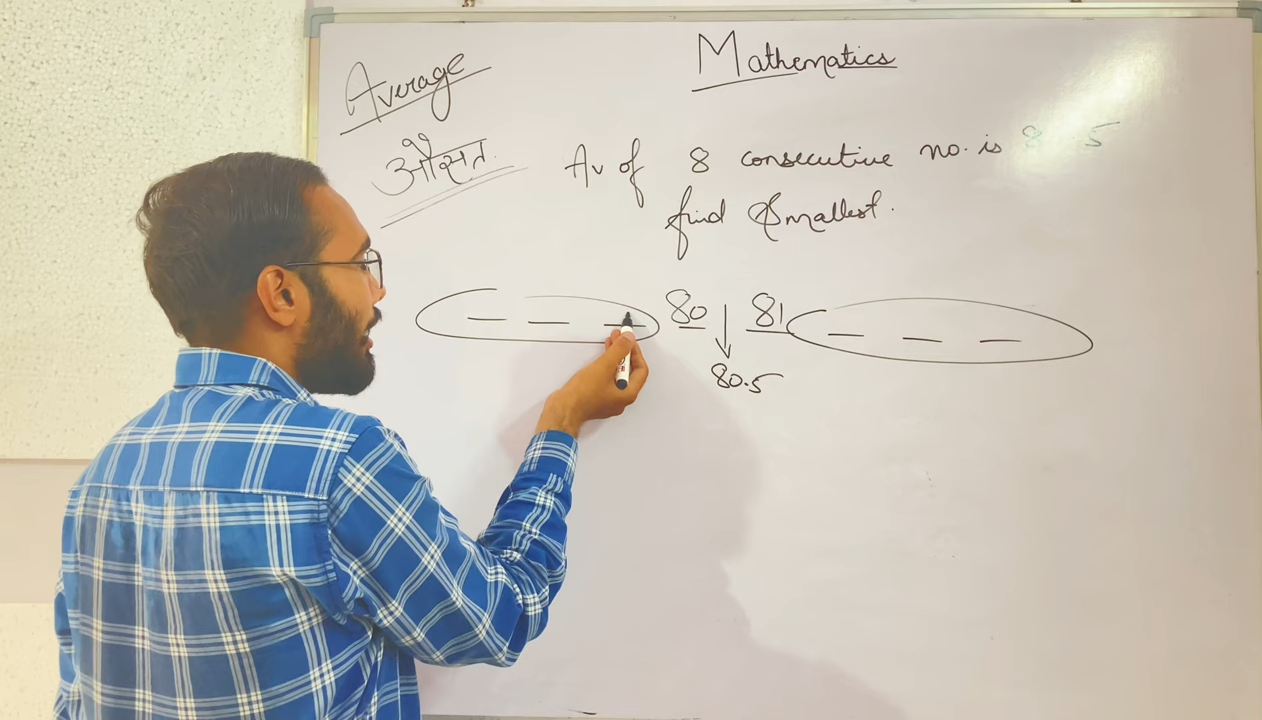 Mathematics
Average
औसत
Av of 8 consecutive no. is
find smallest.
80 81
80.5